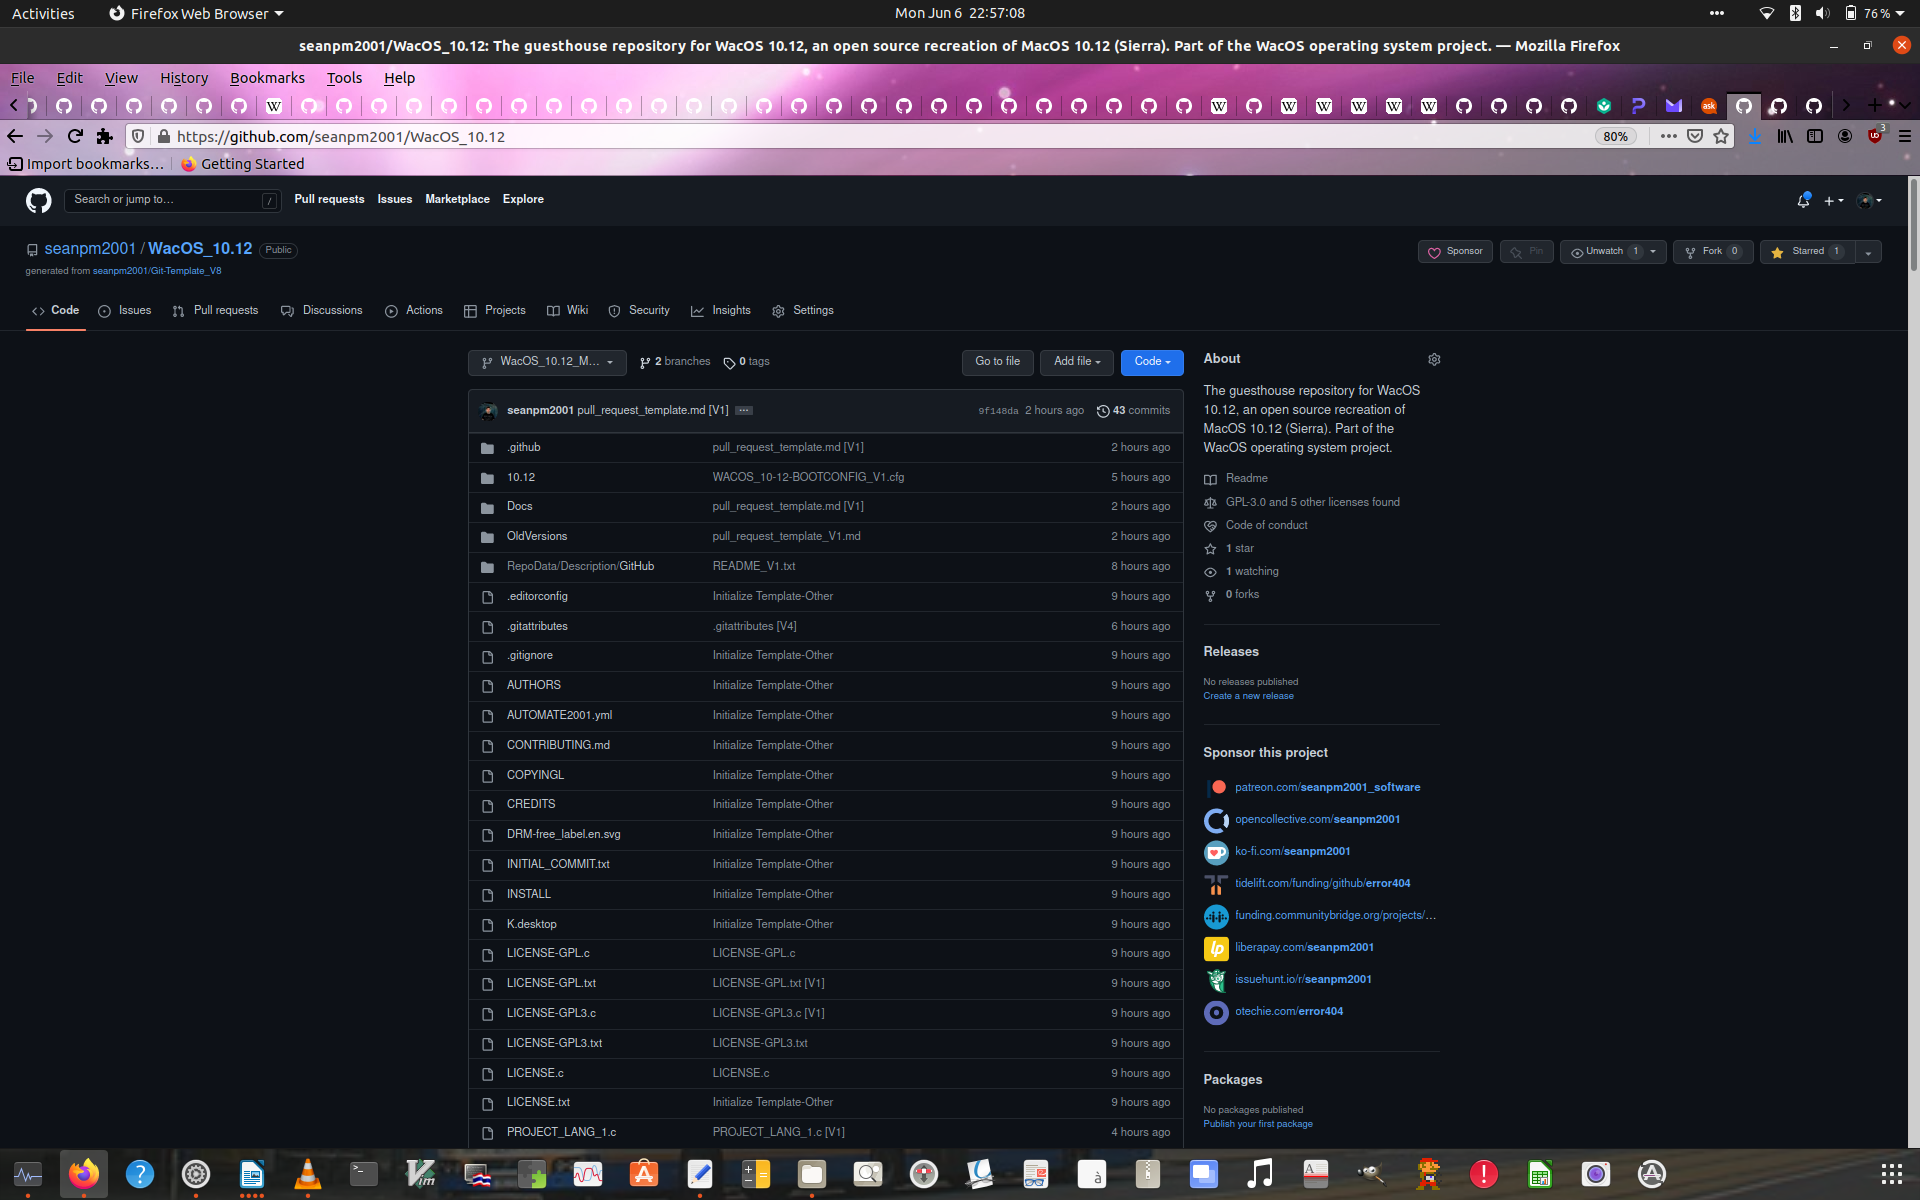 Activities
Firefox Web Browser
Mon Jun 6 22:57:08
76 %
seanpm2001/WacOS_10.12: The guesthouse repository for WacOS 10.12, an open source recreation of MacOS 10.12 (Sierra). Part of the WacOS operating system project. — Mozilla Firefox
File Edit View History Bookmarks Tools Help
https://github.com/seanpm2001/WacOS_10.12
80%
3
Import bookmarks...
Getting Started
Search or jump to...
/
Pull requests Issues Marketplace Explore
seanpm2001 / WacOS_10.12
Public
generated from seanpm2001/Git-Template_V8
Sponsor
Pin
Unwatch 1
Fork 0
Starred 1
Code Issues Pull requests Discussions Actions Projects Wiki Security Insights Settings
WacOS_10.12_M...
2 branches
0 tags
Go to file
Add file
Code
seanpm2001 pull_request_template.md [V1]
9f148da 2 hours ago
43 commits
.github pull_request_template.md [V1] 2 hours ago
10.12 WACOS_10-12-BOOTCONFIG_V1.cfg 5 hours ago
Docs pull_request_template.md [V1] 2 hours ago
OldVersions pull_request_template_V1.md 2 hours ago
RepoData/Description/GitHub README_V1.txt 8 hours ago
.editorconfig Initialize Template-Other 9 hours ago
.gitattributes .gitattributes [V4] 6 hours ago
.gitignore Initialize Template-Other 9 hours ago
AUTHORS Initialize Template-Other 9 hours ago
AUTOMATE2001.yml Initialize Template-Other 9 hours ago
CONTRIBUTING.md Initialize Template-Other 9 hours ago
COPYINGL Initialize Template-Other 9 hours ago
CREDITS Initialize Template-Other 9 hours ago
DRM-free_label.en.svg Initialize Template-Other 9 hours ago
INITIAL_COMMIT.txt Initialize Template-Other 9 hours ago
INSTALL Initialize Template-Other 9 hours ago
K.desktop Initialize Template-Other 9 hours ago
LICENSE-GPL.c LICENSE-GPL.c 9 hours ago
LICENSE-GPL.txt LICENSE-GPL.txt [V1] 9 hours ago
LICENSE-GPL3.c LICENSE-GPL3.c [V1] 9 hours ago
LICENSE-GPL3.txt LICENSE-GPL3.txt 9 hours ago
LICENSE.c LICENSE.c 9 hours ago
LICENSE.txt Initialize Template-Other 9 hours ago
PROJECT_LANG_1.c PROJECT_LANG_1.c [V1] 4 hours ago
About
The guesthouse repository for WacOS
10.12, an open source recreation of
MacOS 10.12 (Sierra). Part of the
WacOS operating system project.
Readme
GPL-3.0 and 5 other licenses found
Code of conduct
1 star
1 watching
0 forks
Releases
No releases published
Create a new release
Sponsor this project
patreon.com/seanpm2001_software
opencollective.com/seanpm2001
ko-fi.com/seanpm2001
tidelift.com/funding/github/error404
funding.communitybridge.org/projects/...
liberapay.com/seanpm2001
issuehunt.io/r/seanpm2001
otechie.com/error404
Packages
No packages published
Publish your first package